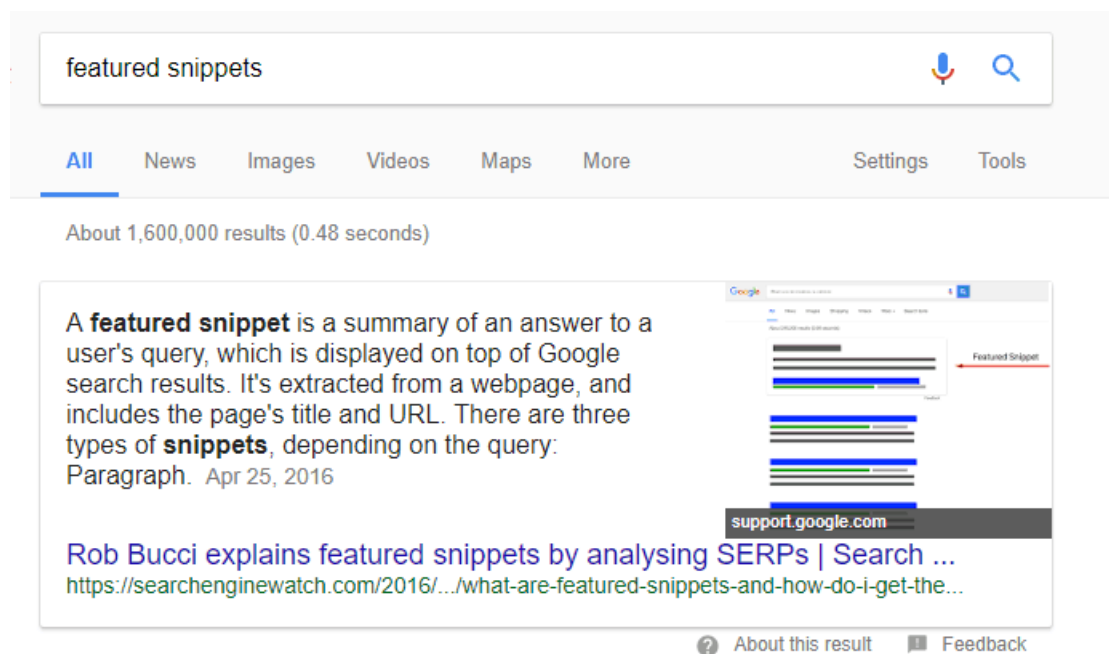 featured snippets
All News Images Videos Maps More Settings Tools
About 1,600,000 results (0.48 seconds)
A featured snippet is a summary of an answer to a
user's query, which is displayed on top of Google
search results. It's extracted from a webpage, and
includes the page's title and URL. There are three
types of snippets, depending on the query:
Paragraph. Apr 25, 2016
Google
Featured Snippet
support.google.com
Rob Bucci explains featured snippets by analysing SERPs | Search ...
https://searchenginewatch.com/2016/.../what-are-featured-snippets-and-how-do-i-get-the...
About this result Feedback